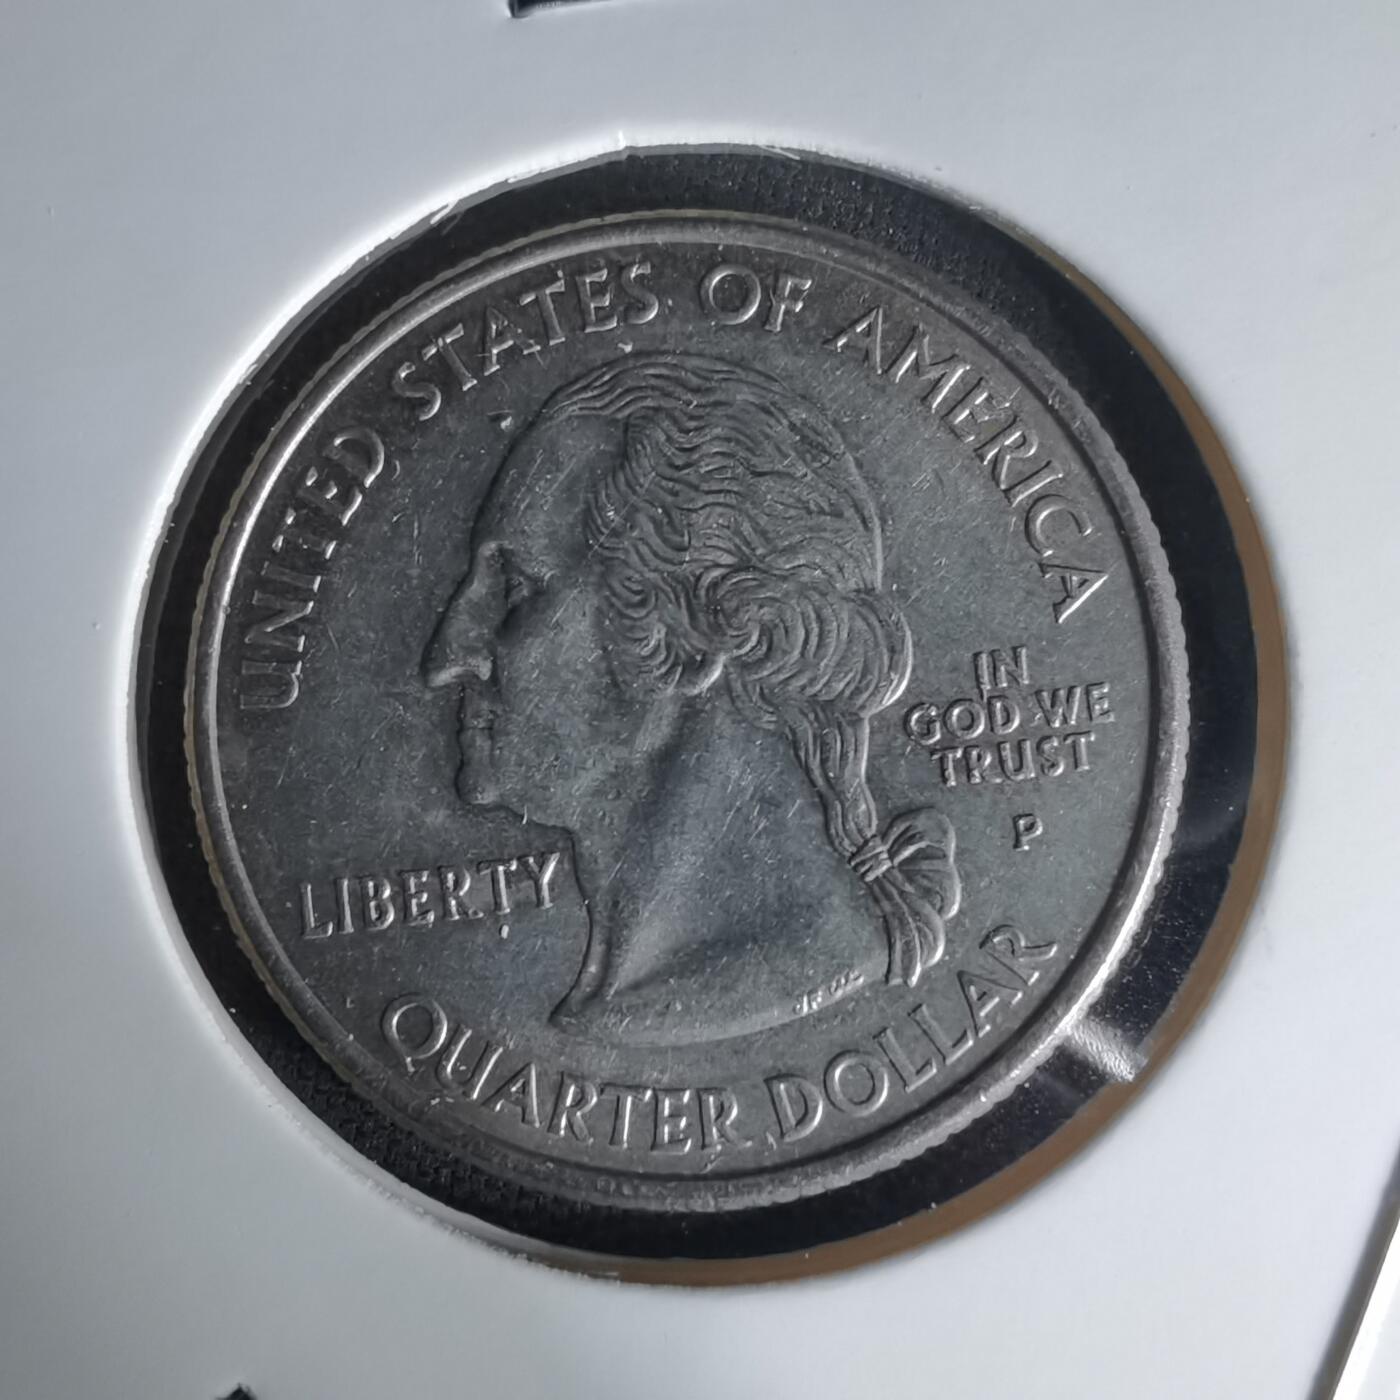 UNITED STATES OF AMERICA
IN
GOD WE
TRUST
P
LIBERTY
QUARTER DOLLAR